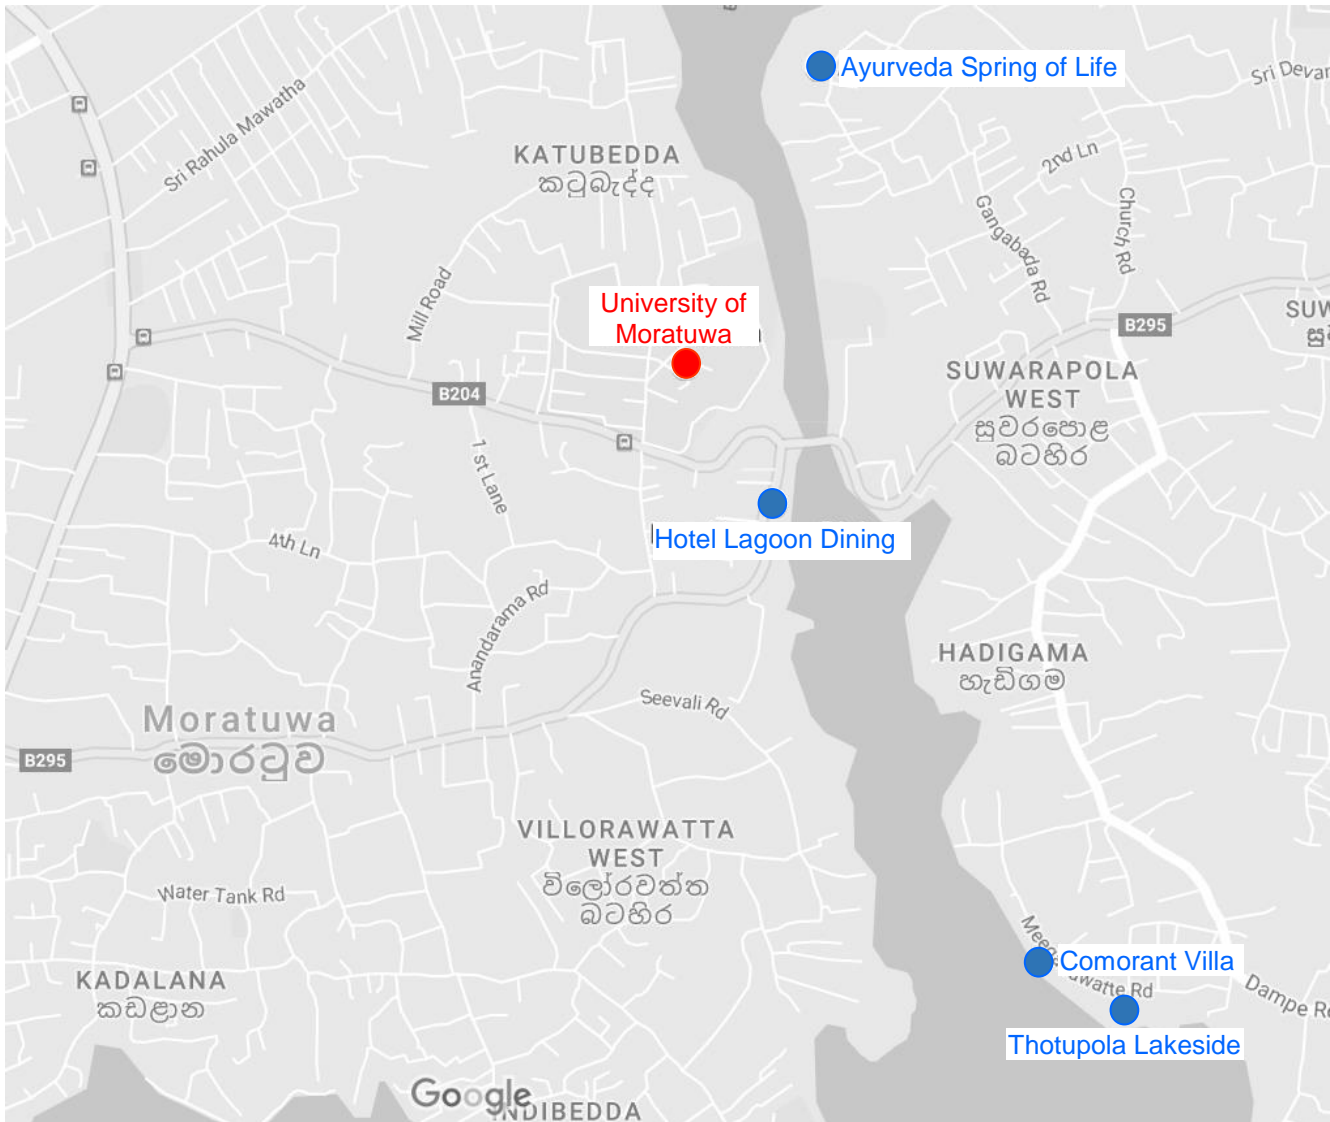 Ayurveda Spring of Life
Sri Devar
Sri Rahula Mawatha
KATUBEDDA
කටුබැද්ද
2nd Ln
Church Rd
Gangabada Rd
Mill Road
University of
Moratuwa
B295
SUW
SUWARAPOLA
WEST
සුවරපොළ
බටහිර
B204
1 st Lane
Hotel Lagoon Dining
4th Ln
Anandarama Rd
HADIGAMA
හැඩිගම
Seevali Rd
Moratuwa
මොරටුව
B295
VILLORAWATTA
WEST
විලෝරවත්ත
බටහිර
Water Tank Rd
Comorant Villa
KADALANA
කඩළාන
Dampe Rd
Thotupola Lakeside
Google